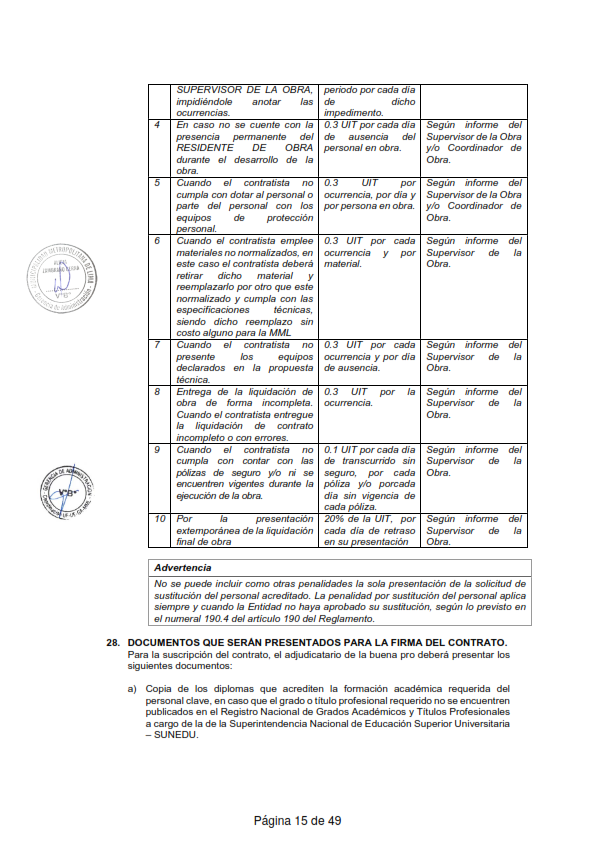 SUPERVISOR DE LA OBRA, impidiéndole anotar las ocurrencias.
periodo por cada día de dicho impedimento.
4
En caso no se cuente con la presencia permanente del RESIDENTE DE OBRA durante el desarrollo de la obra.
0.3 UIT por cada día de ausencia del personal en obra.
Según informe del Supervisor de la Obra y/o Coordinador de Obra.
5
Cuando el contratista no cumpla con dotar al personal o parte del personal con los equipos de protección personal.
0.3 UIT por ocurrencia, por día y por persona en obra.
Según informe del Supervisor de la Obra y/o Coordinador de Obra.
6
Cuando el contratista emplee materiales no normalizados, en este caso el contratista deberá retirar dicho material y reemplazarlo por otro que este normalizado y cumpla con las especificaciones técnicas, siendo dicho reemplazo sin costo alguno para la MML
0.3 UIT por cada ocurrencia y por material.
Según informe del Supervisor de la Obra.
7
Cuando el contratista no presente los equipos declarados en la propuesta técnica.
0.3 UIT por cada ocurrencia y por día de ausencia.
Según informe del Supervisor de la Obra.
8
Entrega de la liquidación de obra de forma incompleta. Cuando el contratista entregue la liquidación de contrato incompleto o con errores.
0.3 UIT por la ocurrencia.
Según informe del Supervisor de la Obra.
9
Cuando el contratista no cumpla con contar con las pólizas de seguro y/o ni se encuentren vigentes durante la ejecución de la obra.
0.1 UIT por cada día de transcurrido sin seguro, por cada póliza y/o porcada día sin vigencia de cada póliza.
Según informe del Supervisor de la Obra.
10
Por la presentación extemporánea de la liquidación final de obra
20% de la UIT, por cada día de retraso en su presentación
Según informe del Supervisor de la Obra.
Advertencia
No se puede incluir como otras penalidades la sola presentación de la solicitud de
sustitución del personal acreditado. La penalidad por sustitución del personal aplica
siempre y cuando la Entidad no haya aprobado su sustitución, según lo previsto en
el numeral 190.4 del artículo 190 del Reglamento.
28. DOCUMENTOS QUE SERÁN PRESENTADOS PARA LA FIRMA DEL CONTRATO.
Para la suscripción del contrato, el adjudicatario de la buena pro deberá presentar los
siguientes documentos:
a) Copia de los diplomas que acrediten la formación académica requerida del
personal clave, en caso que el grado o título profesional requerido no se encuentren
publicados en el Registro Nacional de Grados Académicos y Títulos Profesionales
a cargo de la de la Superintendencia Nacional de Educación Superior Universitaria
– SUNEDU.
GERENCIA DE ADMINISTRACIÓN
V°B°
V°B°
Página 15 de 49